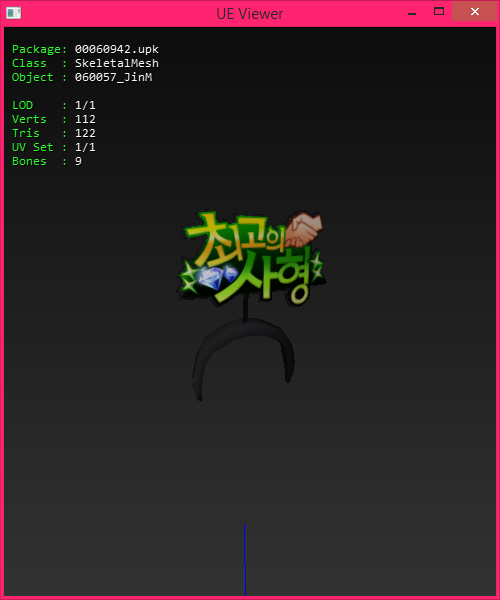 UE Viewer
Package: 00060942.upk
Class  : SkeletalMesh
Object : 060057_JinM
LOD    : 1/1
Verts  : 112
Tris   : 122
UV Set : 1/1
Bones  : 9
최고의
사형